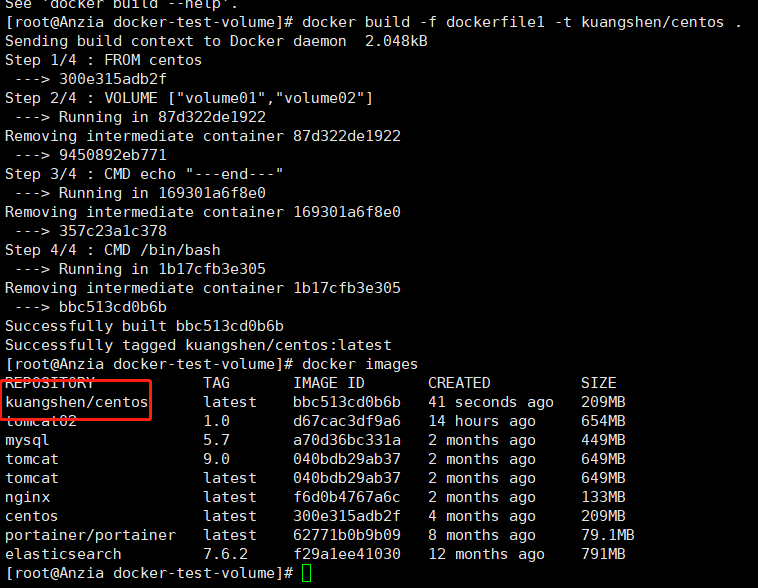 See 'docker build --help'.
[root@Anzia docker-test-volume]# docker build -f dockerfile1 -t kuangshen/centos .
Sending build context to Docker daemon  2.048kB
Step 1/4 : FROM centos
 ---> 300e315adb2f
Step 2/4 : VOLUME ["volume01","volume02"]
 ---> Running in 87d322de1922
Removing intermediate container 87d322de1922
 ---> 9450892eb771
Step 3/4 : CMD echo "---end---"
 ---> Running in 169301a6f8e0
Removing intermediate container 169301a6f8e0
 ---> 357c23a1c378
Step 4/4 : CMD /bin/bash
 ---> Running in 1b17cfb3e305
Removing intermediate container 1b17cfb3e305
 ---> bbc513cd0b6b
Successfully built bbc513cd0b6b
Successfully tagged kuangshen/centos:latest
[root@Anzia docker-test-volume]# docker images
REPOSITORY            TAG       IMAGE ID       CREATED          SIZE
kuangshen/centos      latest    bbc513cd0b6b   41 seconds ago   209MB
tomcat02              1.0       d67cac3df9a6   14 hours ago     654MB
mysql                 5.7       a70d36bc331a   2 months ago     449MB
tomcat                9.0       040bdb29ab37   2 months ago     649MB
tomcat                latest    040bdb29ab37   2 months ago     649MB
nginx                 latest    f6d0b4767a6c   2 months ago     133MB
centos                latest    300e315adb2f   4 months ago     209MB
portainer/portainer   latest    62771b0b9b09   8 months ago     79.1MB
elasticsearch         7.6.2     f29a1ee41030   12 months ago    791MB
[root@Anzia docker-test-volume]#